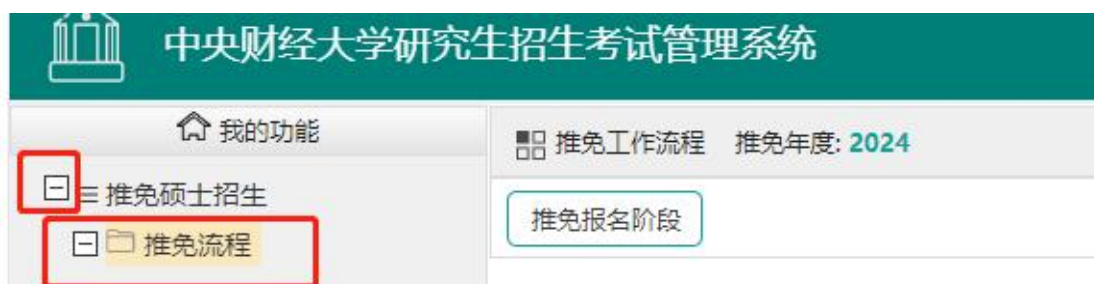 中央财经大学研究生招生考试管理系统
我的功能
推免工作流程 推免年度: 2024
推免硕士招生
推免报名阶段
推免流程